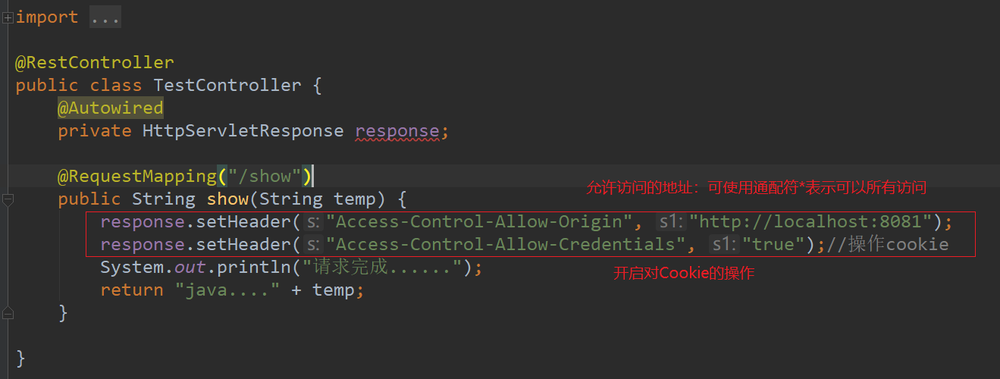 import ...
@RestController
public class TestController {
@Autowired
private HttpServletResponse response;
@RequestMapping("/show")
允许访问的地址：可使用通配符*表示可以所有访问
public String show(String temp) {
response.setHeader( s: "Access-Control-Allow-Origin", s1: "http://localhost:8081");
response.setHeader( s: "Access-Control-Allow-Credentials", s1: "true");//操作cookie
System.out.println("请求完成......");
开启对Cookie的操作
return "java...." + temp;
}
}